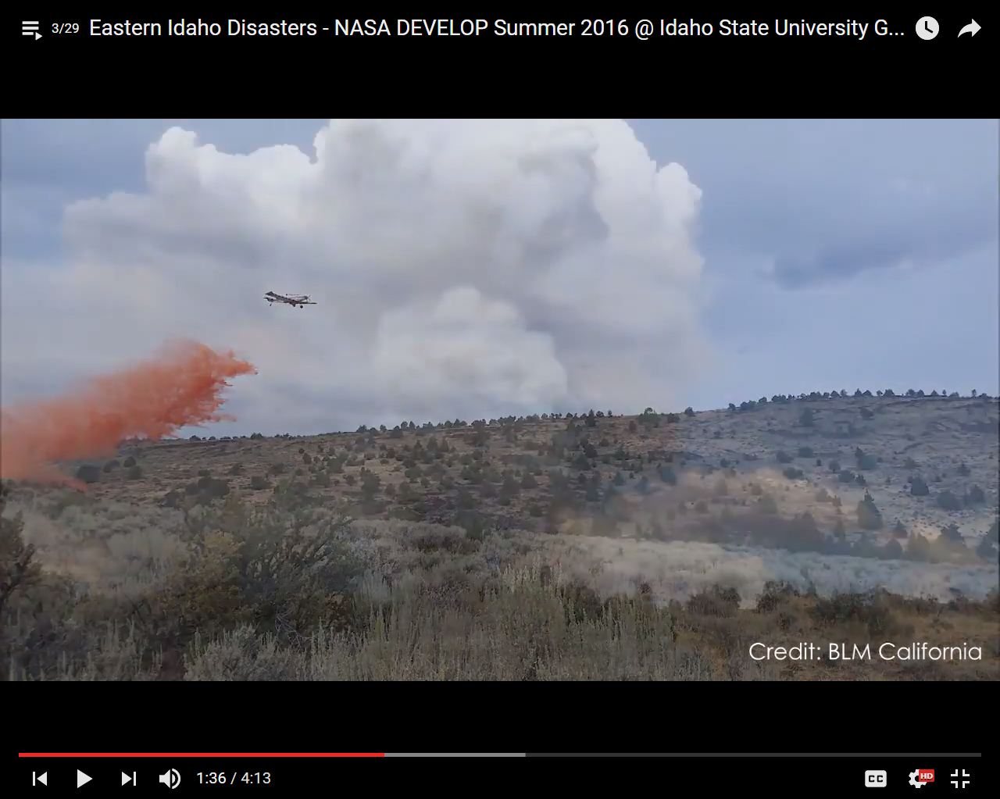 3/29 Eastern Idaho Disasters - NASA DEVELOP Summer 2016 @ Idaho State University G...
Credit: BLM California
1:36 / 4:13
CC
HD